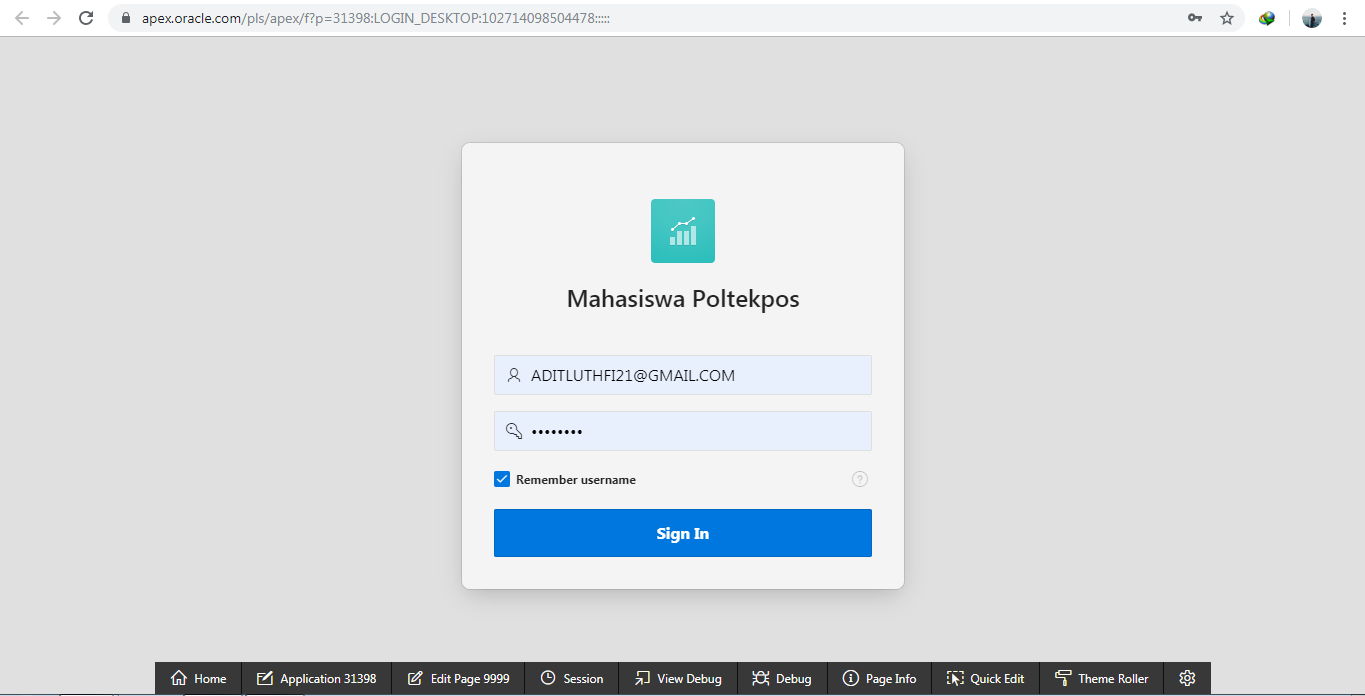 apex.oracle.com/pls/apex/f?p=31398:LOGIN_DESKTOP:102714098504478:::::
Mahasiswa Poltekpos
ADITLUTHFI21@GMAIL.COM
••••••••
Remember username
?
Sign In
Home Application 31398 Edit Page 9999 Session View Debug Debug Page Info Quick Edit Theme Roller